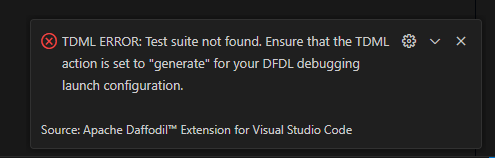 TDML ERROR: Test suite not found. Ensure that the TDML
action is set to "generate" for your DFDL debugging
launch configuration.
Source: Apache Daffodil™ Extension for Visual Studio Code